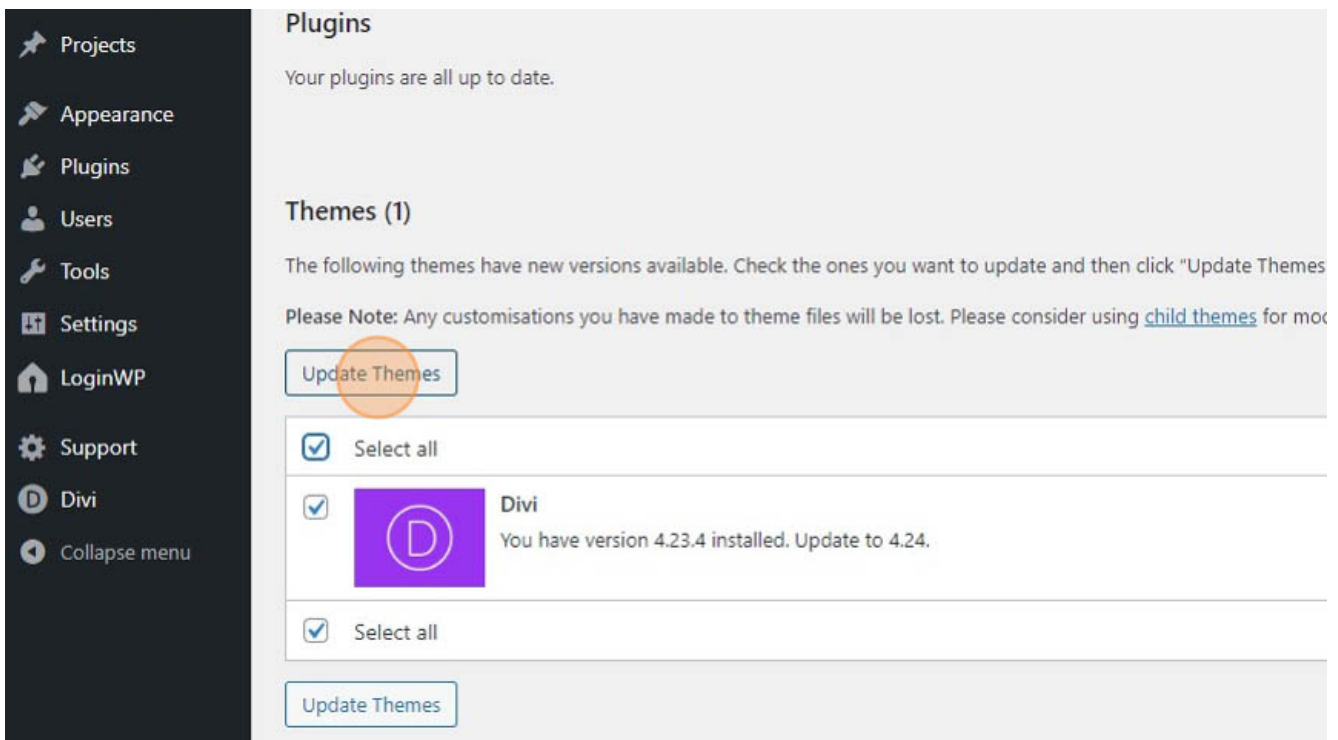 Projects
Appearance
Plugins
Users
Tools
Settings
LoginWP
Support
Divi
Collapse menu
Plugins
Your plugins are all up to date.
Themes (1)
The following themes have new versions available. Check the ones you want to update and then click “Update Themes
Please Note: Any customisations you have made to theme files will be lost. Please consider using child themes for
Update Themes
Select all
D
Divi
You have version 4.23.4 installed. Update to 4.24.
Select all
Update Themes